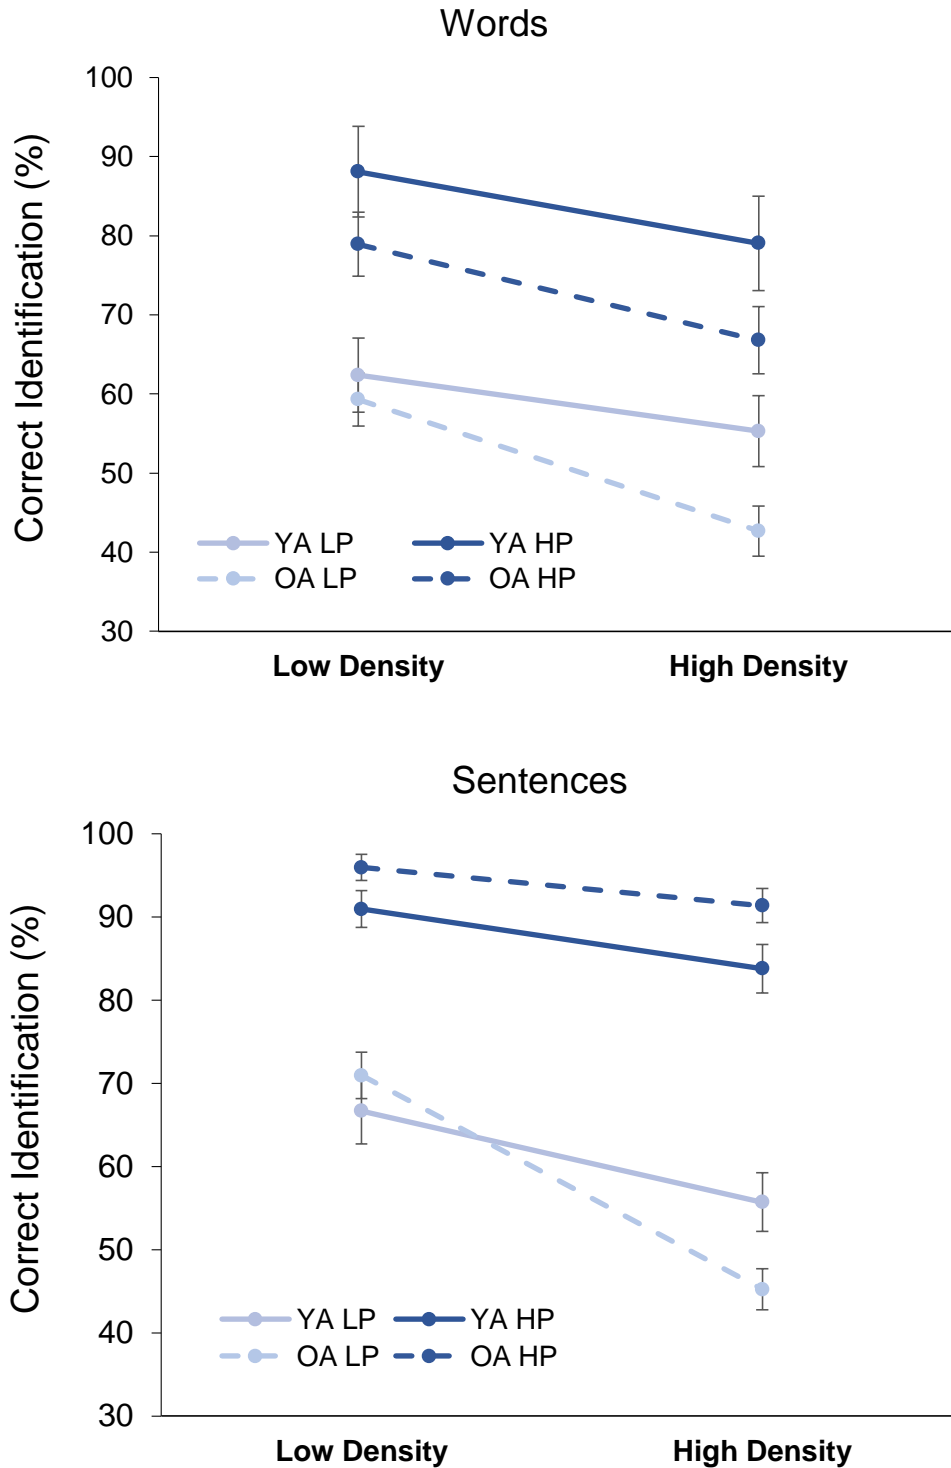 Words
Correct Identification (%)
100
90
80
70
60
50
40
30
YA LP YA HP
OA LP OA HP
Low Density High Density
Sentences
Correct Identification (%)
100
90
80
70
60
50
40
30
YA LP YA HP
OA LP OA HP
Low Density High Density